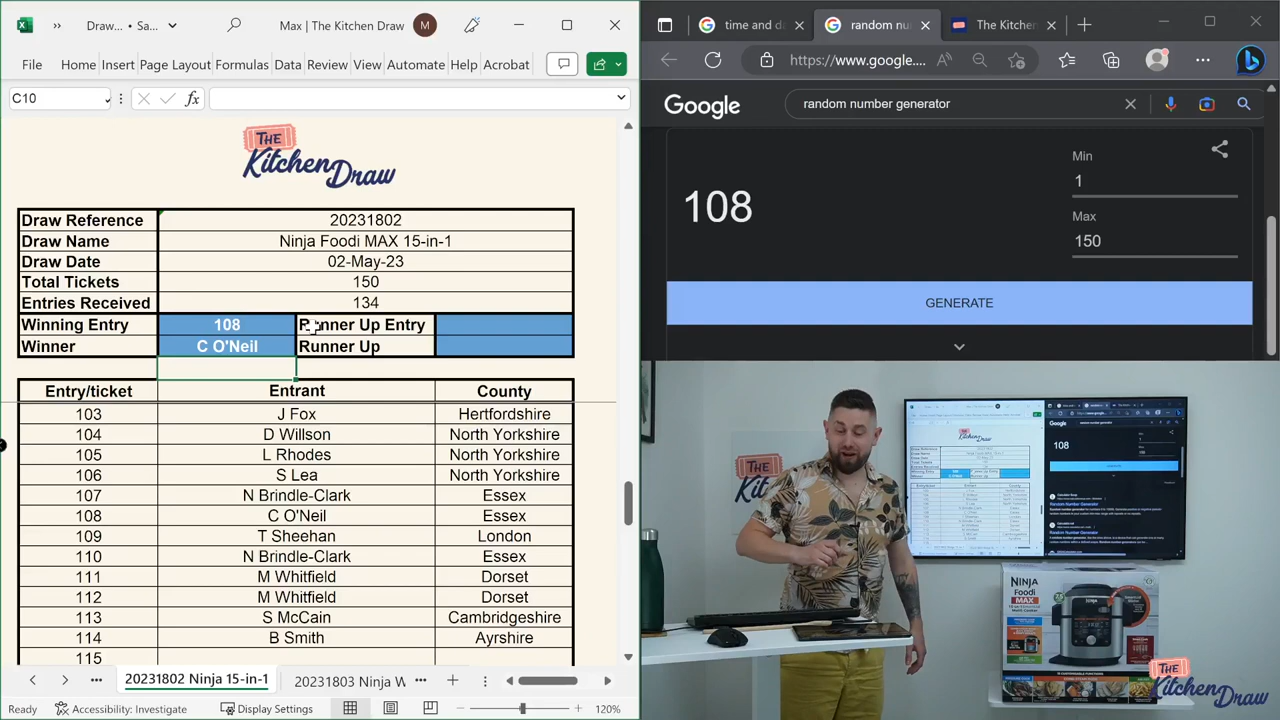 Draw... • Sa...
Max | The Kitchen Draw
M
File Home Insert Page Layout Formulas Data Review View Automate Help Acrobat
C10
fx
THE
Kitchen Draw
Draw Reference 20231802
Draw Name Ninja Foodi MAX 15-in-1
Draw Date 02-May-23
Total Tickets 150
Entries Received 134
Winning Entry 108 Runner Up Entry
Winner C O'Neil Runner Up
Entry/ticket Entrant County
103 J Fox Hertfordshire
104 D Willson North Yorkshire
105 L Rhodes North Yorkshire
106 S Lea North Yorkshire
107 N Brindle-Clark Essex
108 C O'Neil Essex
109 T Sheehan London
110 N Brindle-Clark Essex
111 M Whitfield Dorset
112 M Whitfield Dorset
113 S McCain Cambridgeshire
114 B Smith Ayrshire
115
20231802 Ninja 15-in-1 20231803 Ninja W ...
Ready Accessibility: Investigate Display Settings 120%
time and d
random nu
The Kitchen
https://www.google....
Google
random number generator
108
Min
1
Max
150
GENERATE
THE
NINJA
Foodi
MAX
THE
Kitchen Draw